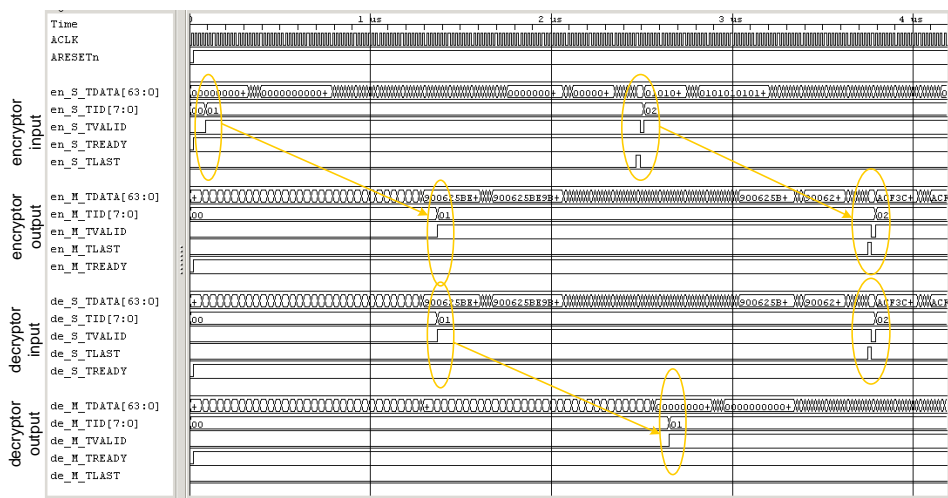 Time 1 us 2 us 3 us 4 us
ACLK
ARESETn
encryptor input
en_S_TDATA[63:0] 00000000+ 0000000000+ 0000000+ 00000+ 01010+ 0101010101+
en_S_TID[7:0] 00 01 02
en_S_TVALID
en_S_TREADY
en_S_TLAST
encryptor output
en_M_TDATA[63:0] + 900625BE+ 900625BE9B+ 900625B+ 90062+ ACF3C+ ACF
en_M_TID[7:0] 00 01 02
en_M_TVALID
en_M_TLAST
en_M_TREADY
decryptor input
de_S_TDATA[63:0] + 900625BE+ 900625BE9B+ 900625B+ 90062+ ACF3C+ ACF
de_S_TID[7:0] 00 01 02
de_S_TVALID
de_S_TLAST
de_S_TREADY
decryptor output
de_M_TDATA[63:0] + + 00000000+ 0000000000+
de_M_TID[7:0] 00 01
de_M_TVALID
de_M_TREADY
de_M_TLAST